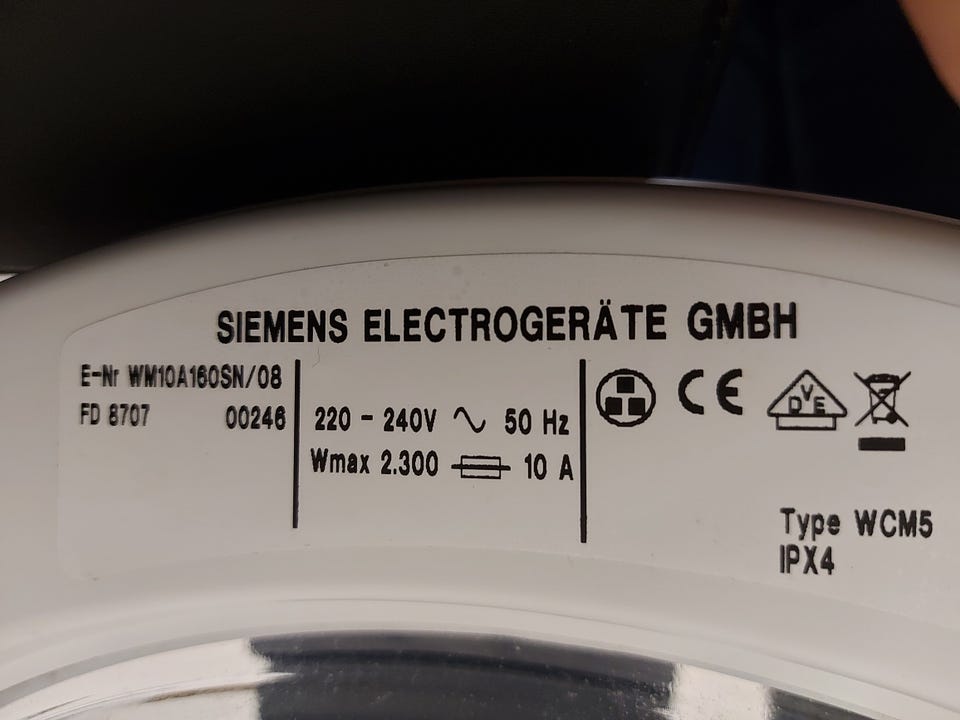 SIEMENS ELECTROGERÄTE GMBH
E-Nr WM10A160SN/08
FD 8707 00246
220 - 240V ∿ 50 Hz
Wmax 2.300 10 A
CE
VDE
Type WCM5
IPX4